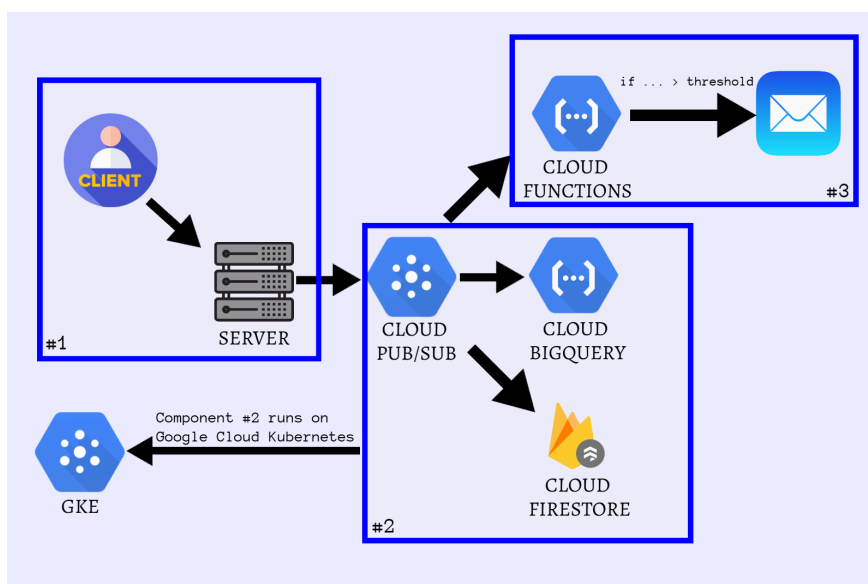 CLIENT
SERVER
#1
if ... > threshold
CLOUD
FUNCTIONS
#3
CLOUD
PUB/SUB
CLOUD
BIGQUERY
CLOUD
FIRESTORE
#2
Component #2 runs on
Google Cloud Kubernetes
GKE